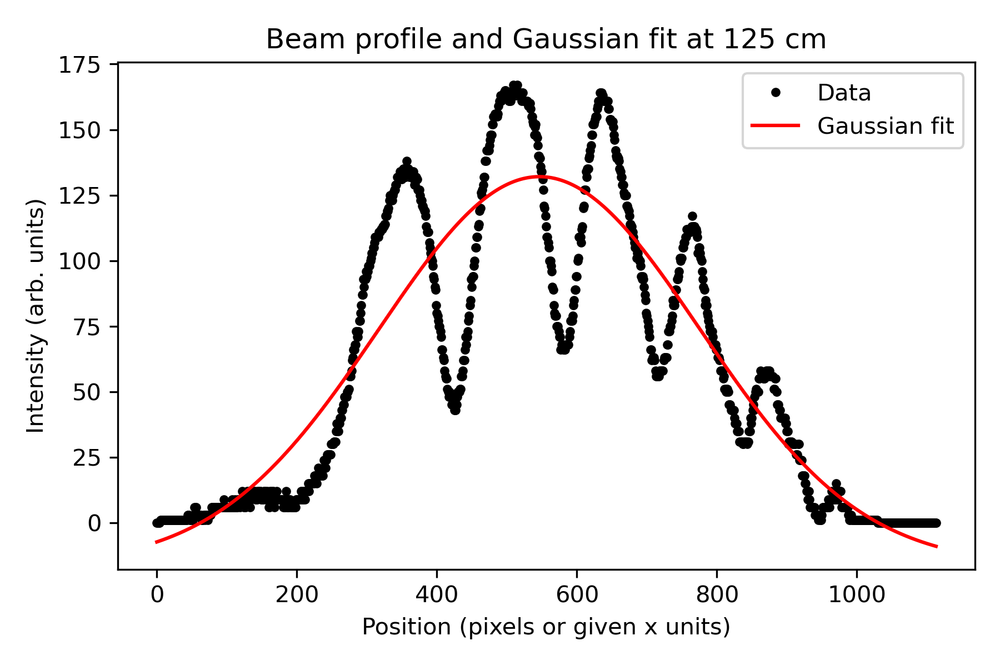 Beam profile and Gaussian fit at 125 cm
175
150
125
100
75
50
25
0
Intensity (arb. units)
Data
Gaussian fit
0 200 400 600 800 1000
Position (pixels or given x units)